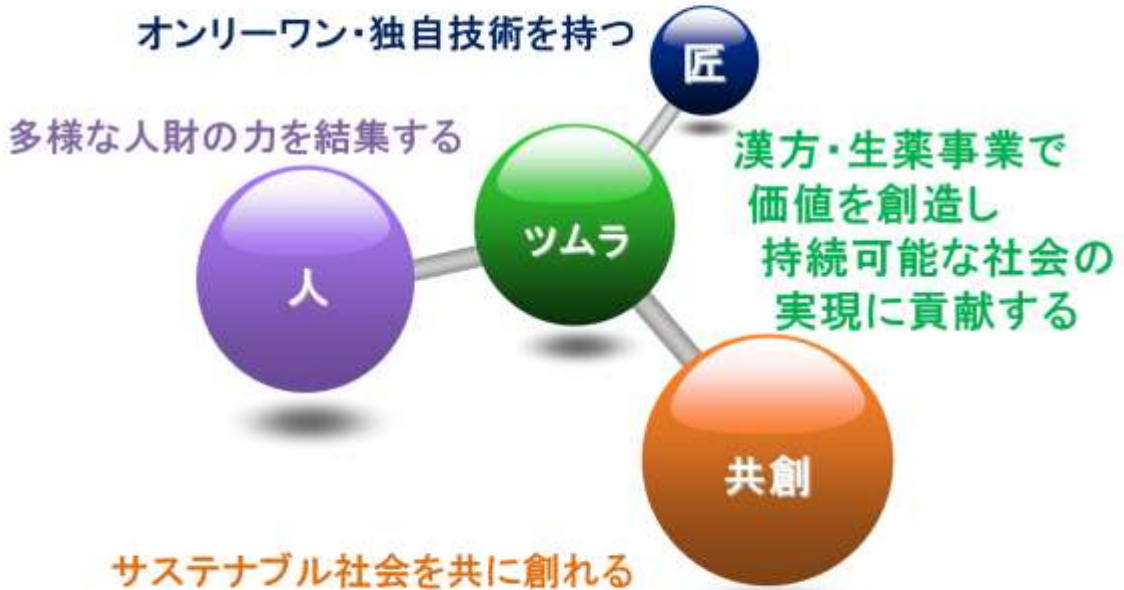 オンリーワン・独自技術を持つ
匠
多様な人財の力を結集する
漢方・生薬事業で
価値を創造し
持続可能な社会の
実現に貢献する
ツムラ
人
共創
サステナブル社会を共に創れる